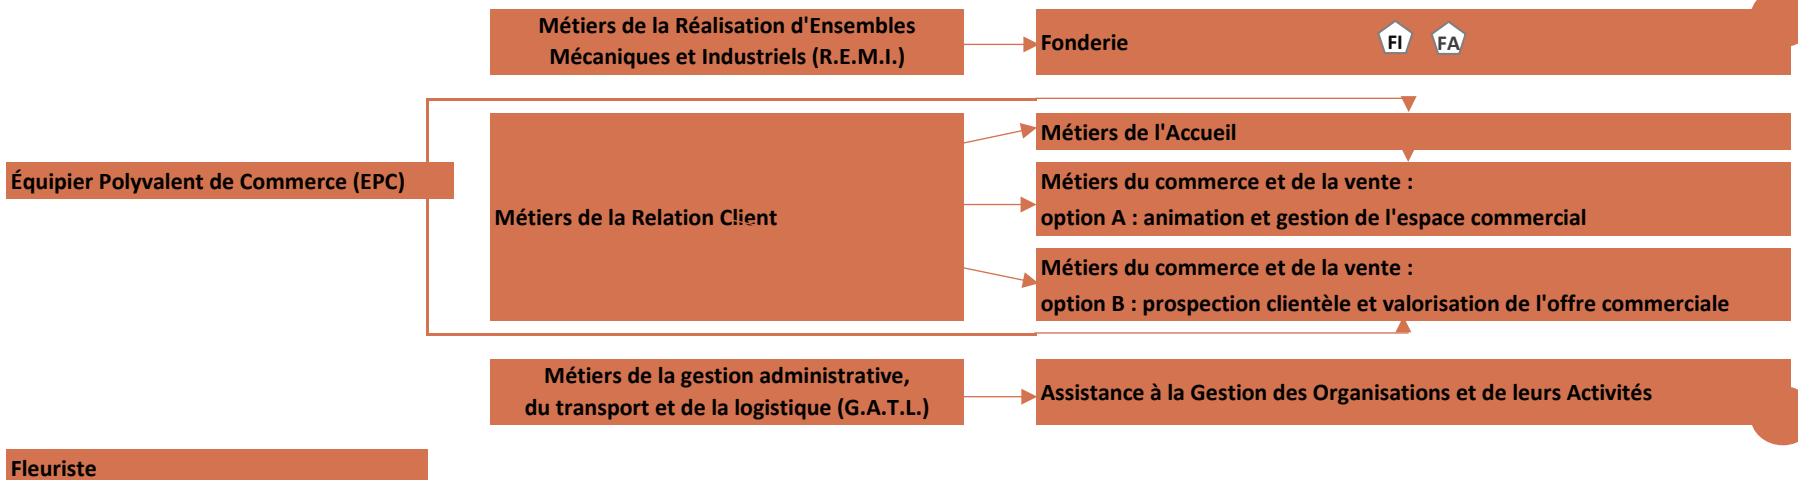 Métiers de la Réalisation d'Ensembles
Mécaniques et Industriels (R.E.M.I.)
Fonderie
FI
FA
Métiers de l'Accueil
Équipier Polyvalent de Commerce (EPC)
Métiers du commerce et de la vente :
option A : animation et gestion de l'espace commercial
Métiers de la Relation Client
Métiers du commerce et de la vente :
option B : prospection clientèle et valorisation de l'offre commerciale
Métiers de la gestion administrative,
du transport et de la logistique (G.A.T.L.)
Assistance à la Gestion des Organisations et de leurs Activités
Fleuriste